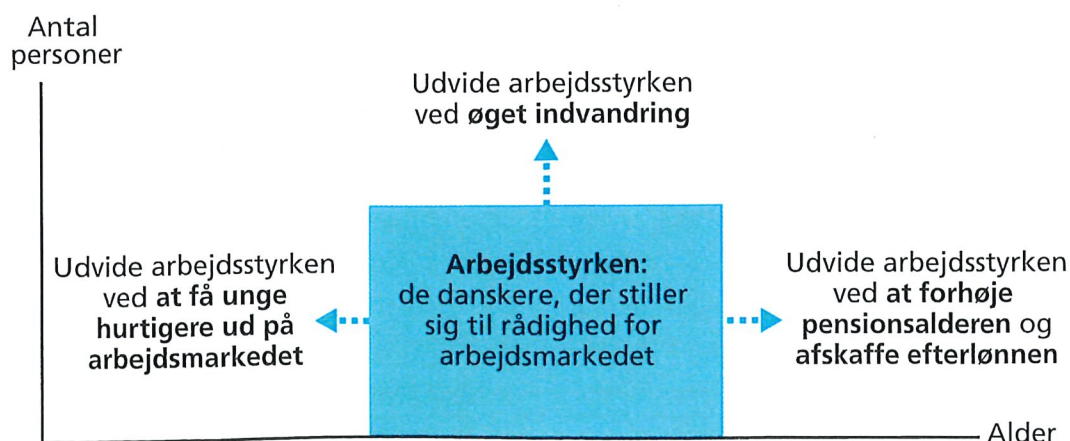 Antal
personer
Udvide arbejdsstyrken
ved øget indvandring
Udvide arbejdsstyrken
ved at få unge
hurtigere ud på
arbejdsmarkedet
Arbejdsstyrken:
de danskere, der stiller
sig til rådighed for
arbejdsmarkedet
Udvide arbejdsstyrken
ved at forhøje
pensionsalderen og
afskaffe efterlønnen
Alder